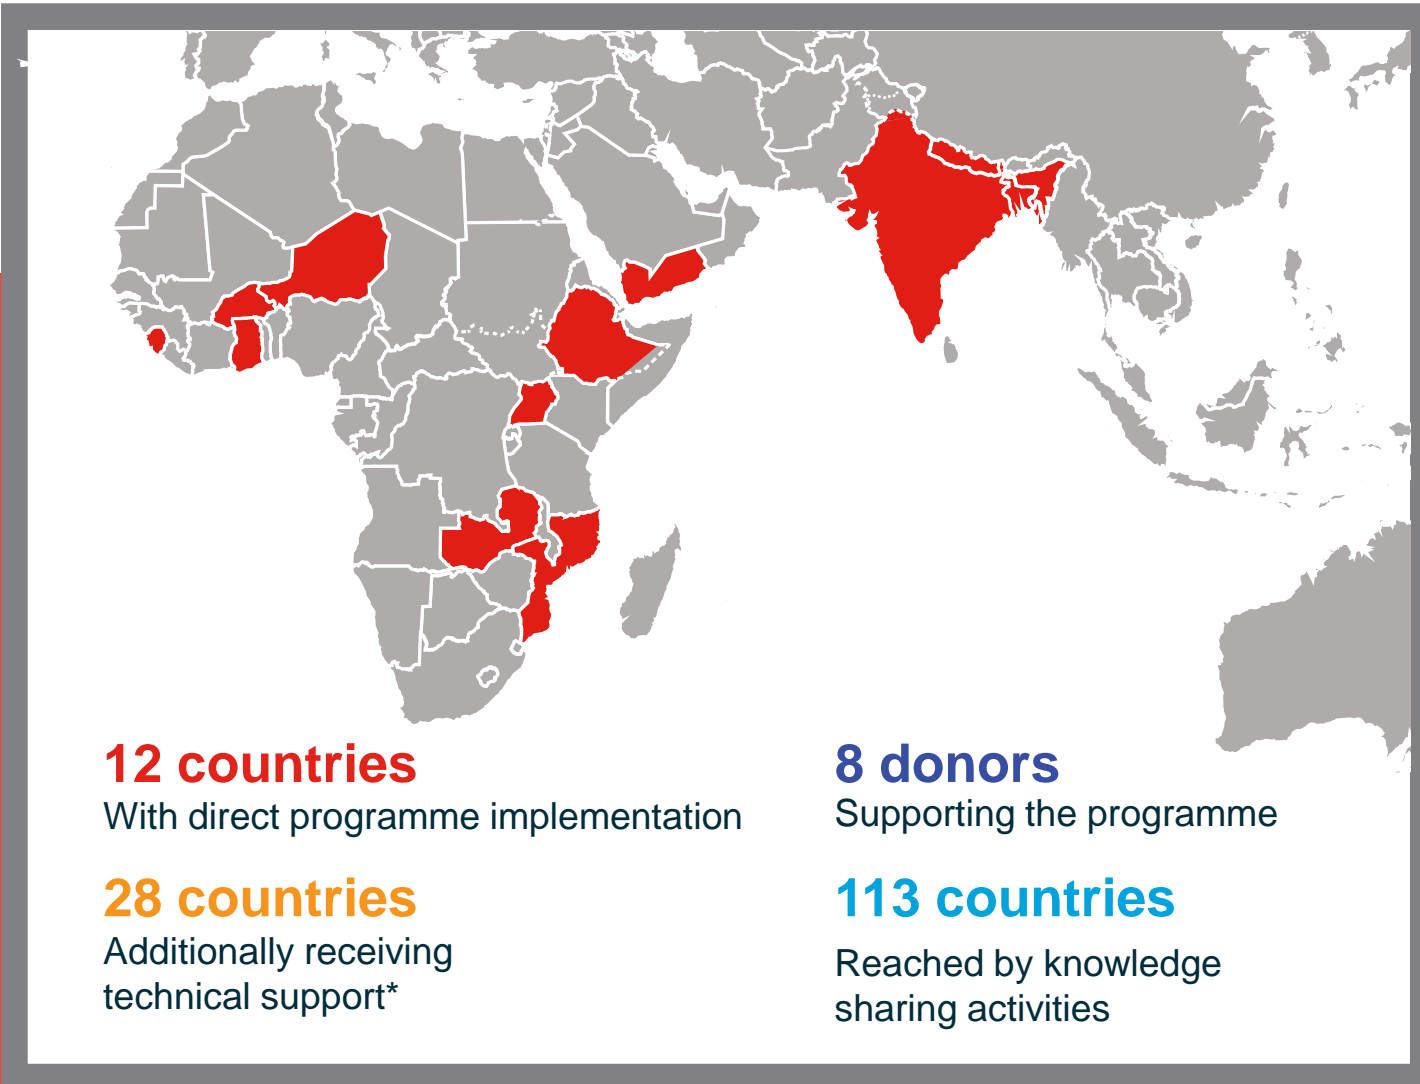 12 countries
With direct programme implementation
28 countries
Additionally receiving
technical support*
8 donors
Supporting the programme
113 countries
Reached by knowledge
sharing activities